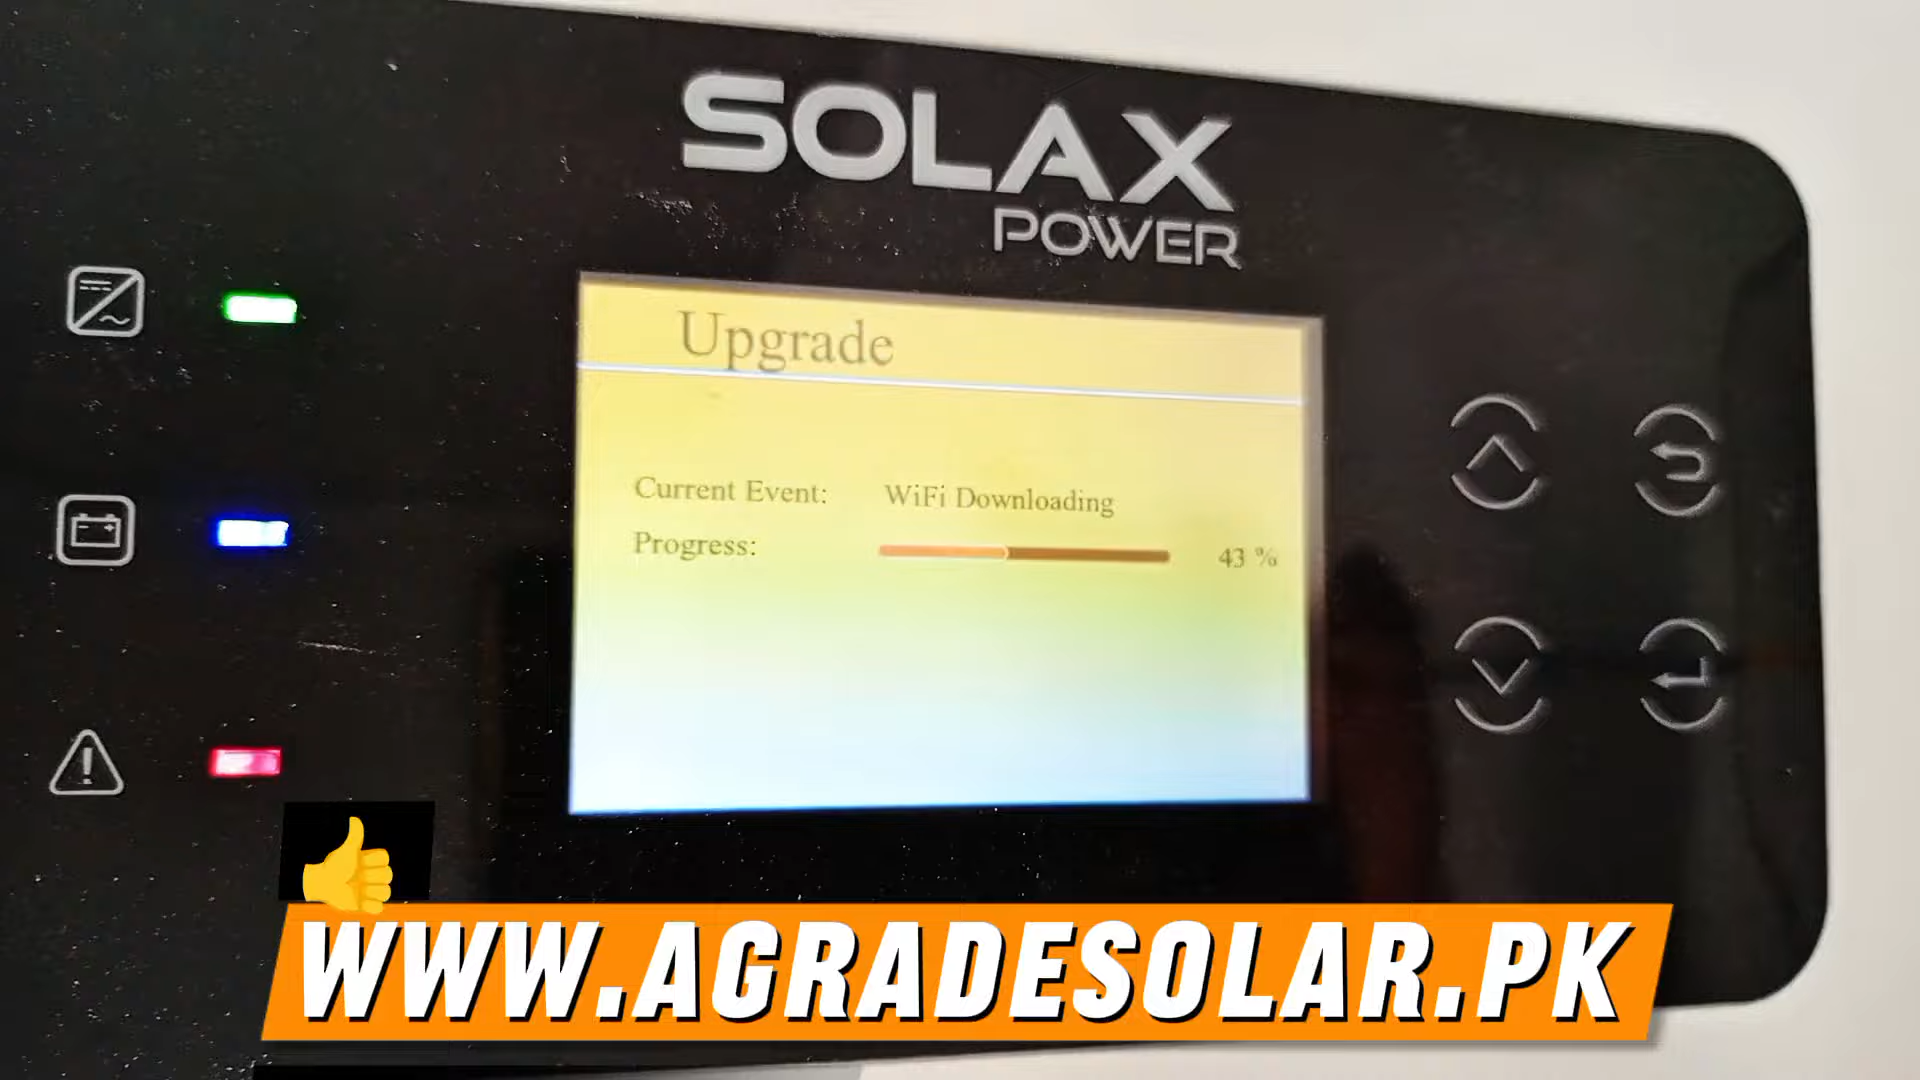 SOLAX
POWER
Upgrade
Current Event: WiFi Downloading
Progress: 43 %
WWW.AGRADESOLAR.PK